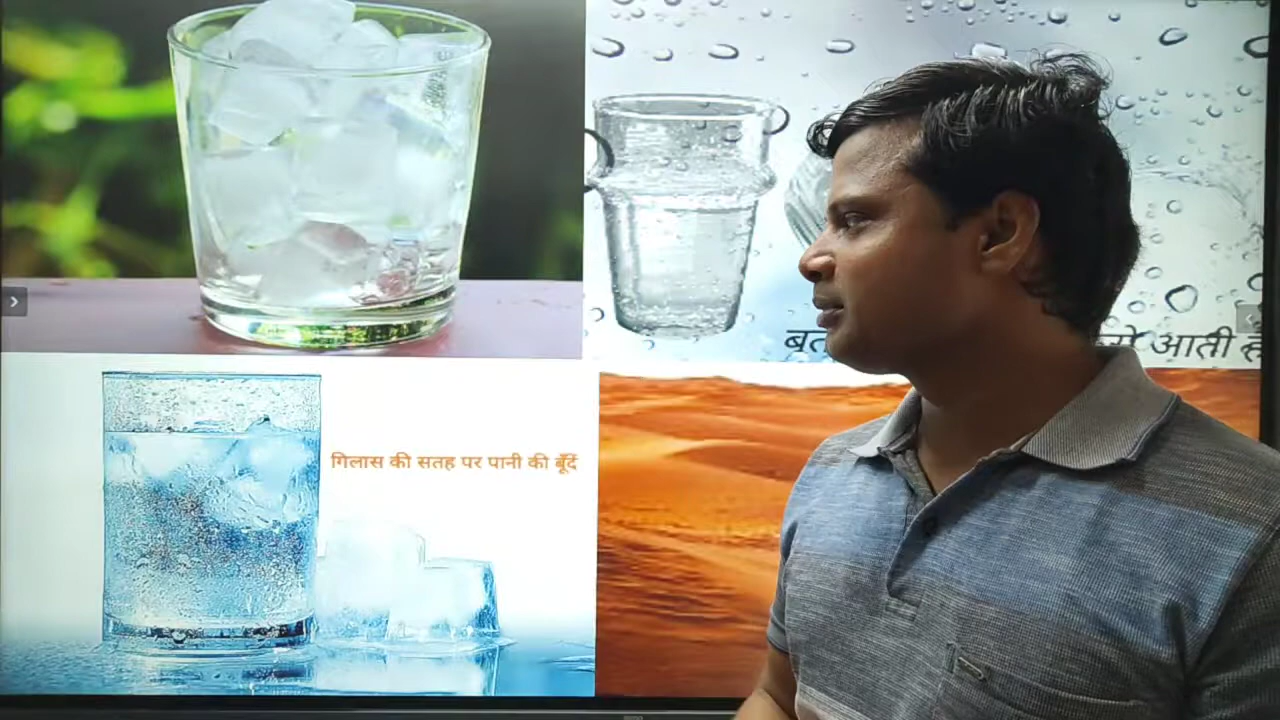 से आती है
गिलास की सतह पर पानी की बूँदें